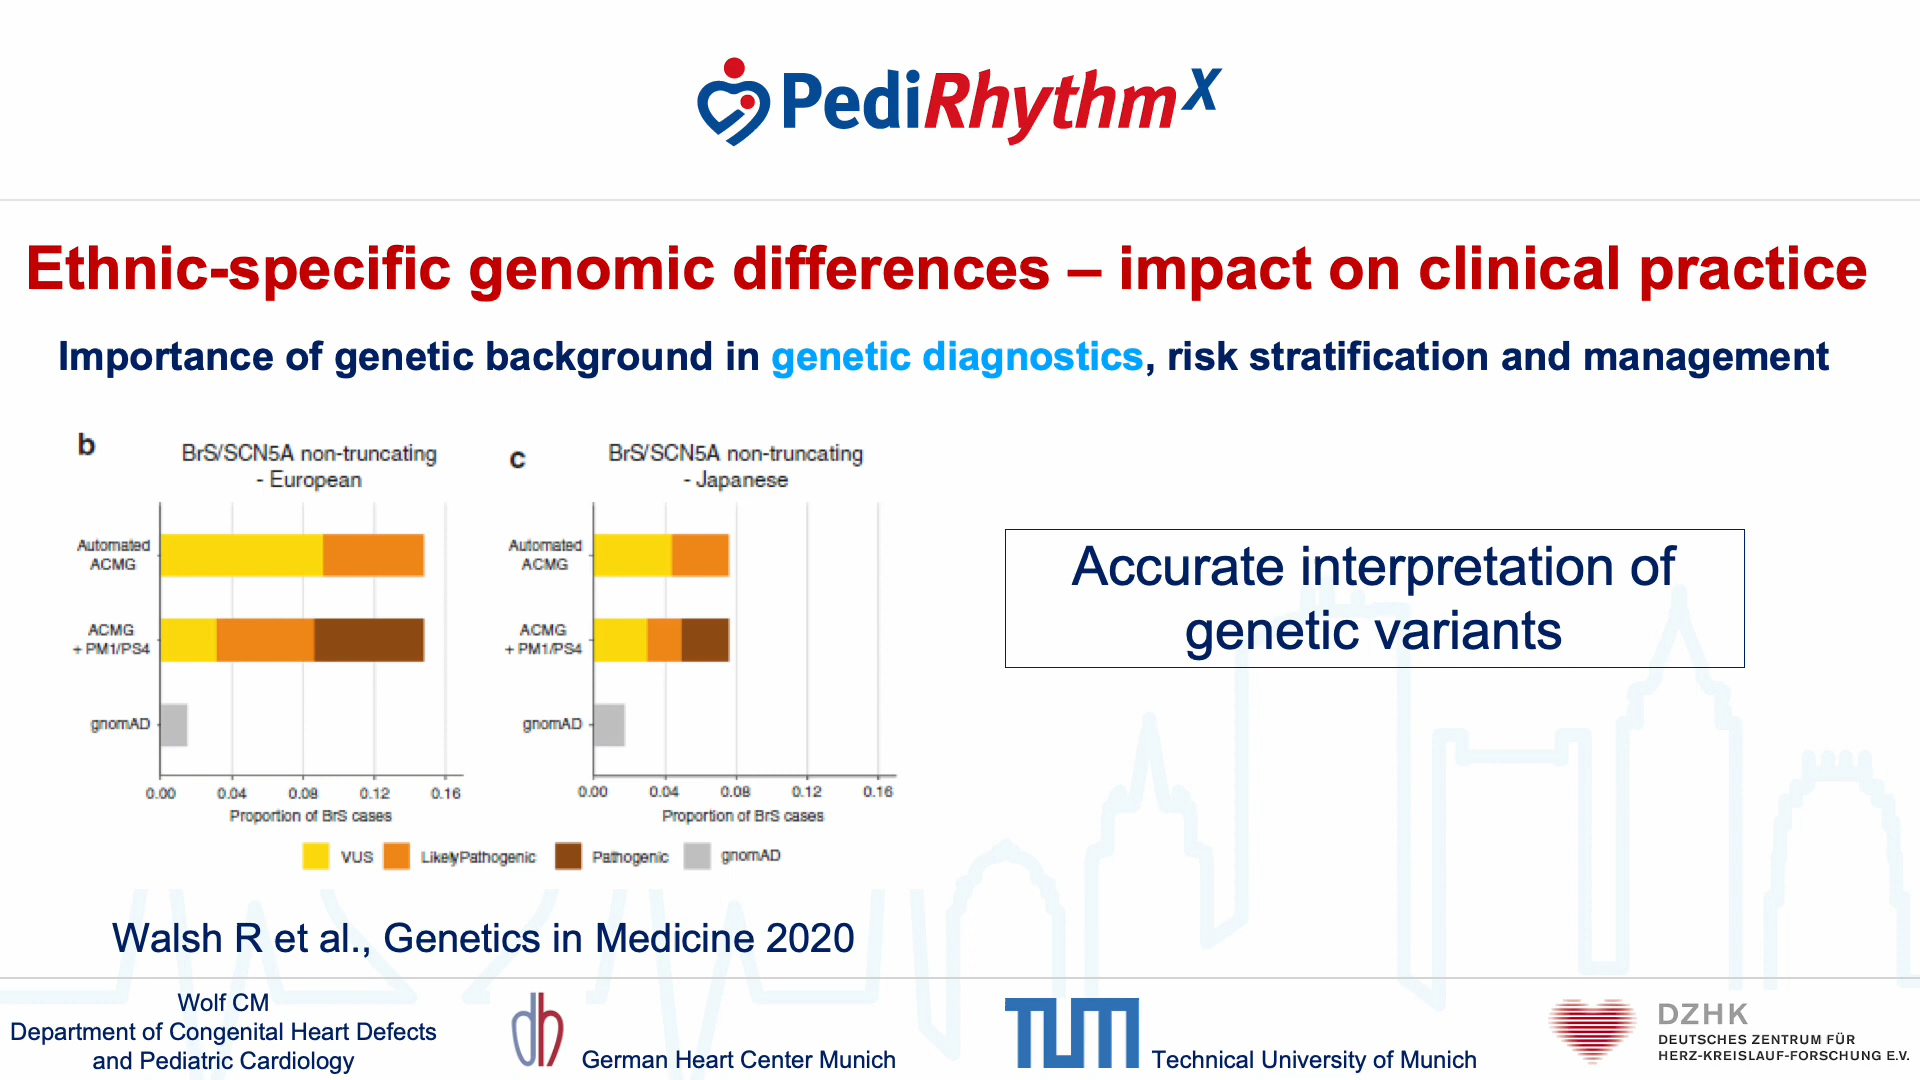 PediRhythmX
Ethnic-specific genomic differences – impact on clinical practice
Importance of genetic background in genetic diagnostics, risk stratification and management
b
BrS/SCN5A non-truncating
- European
Automated
ACMG
ACMG
+ PM1/PS4
gnomAD
0.00 0.04 0.08 0.12 0.16
Proportion of BrS cases
c
BrS/SCN5A non-truncating
- Japanese
Automated
ACMG
ACMG
+ PM1/PS4
gnomAD
0.00 0.04 0.08 0.12 0.16
Proportion of BrS cases
VUS LikelyPathogenic Pathogenic gnomAD
Accurate interpretation of
genetic variants
Walsh R et al., Genetics in Medicine 2020
Wolf CM
Department of Congenital Heart Defects
and Pediatric Cardiology
dh
German Heart Center Munich
TUM
Technical University of Munich
DZHK
DEUTSCHES ZENTRUM FÜR
HERZ-KREISLAUF-FORSCHUNG E.V.